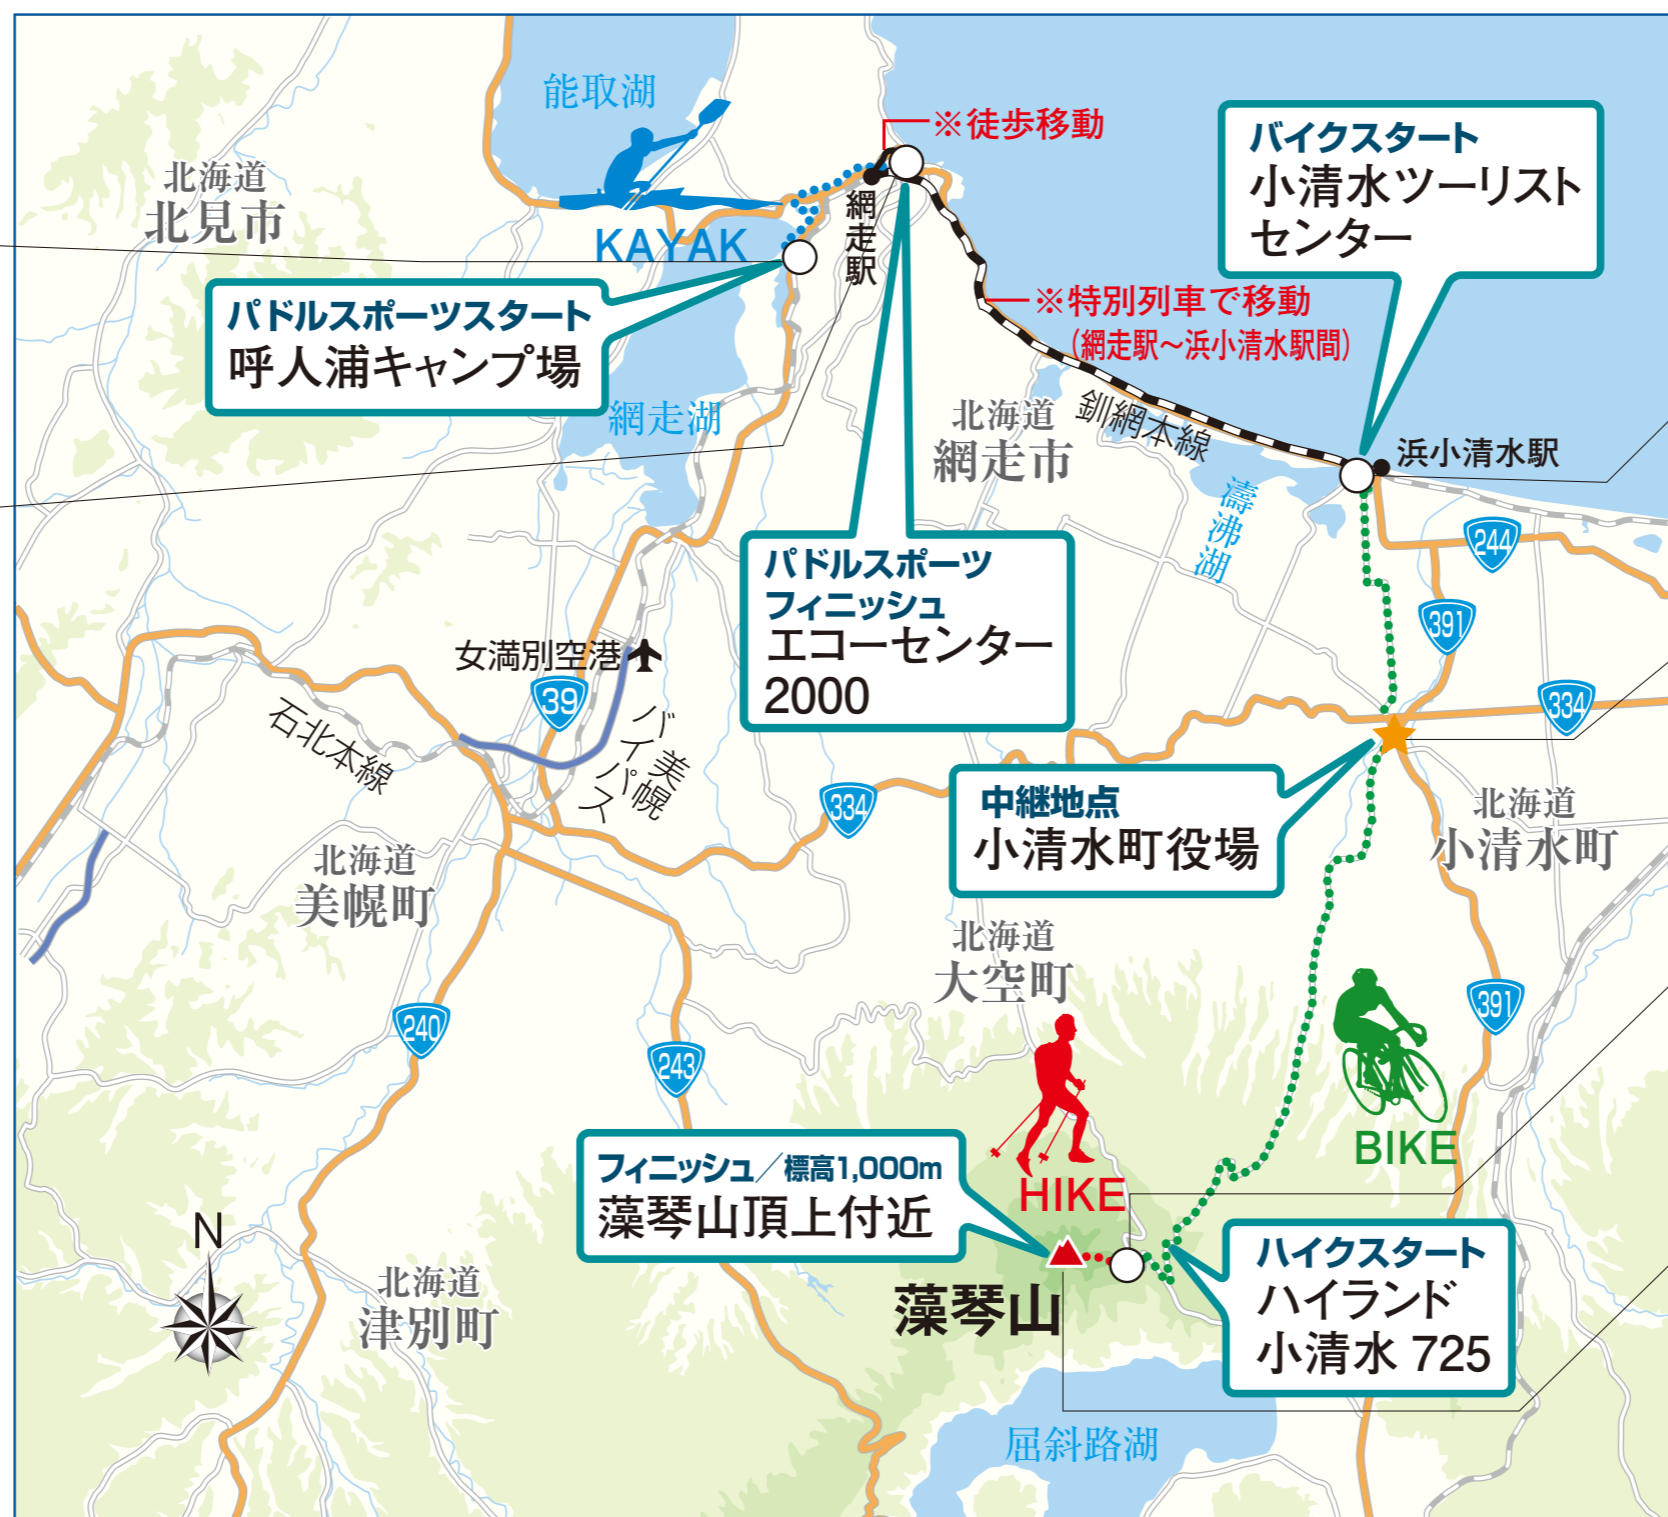 能取湖
※徒歩移動
バイクスタート
小清水ツーリスト
センター
北海道
北見市
KAYAK
網走駅
パドルスポーツスタート
呼人浦キャンプ場
※特別列車で移動
(網走駅～浜小清水駅間)
網走湖
北海道
網走市
釧網本線
浜小清水駅
濤沸湖
244
パドルスポーツ
フィニッシュ
エコーセンター
2000
391
女満別空港
39
334
石北本線
美幌
バイパス
334
中継地点
小清水町役場
北海道
小清水町
北海道
美幌町
北海道
大空町
240
243
391
BIKE
HIKE
フィニッシュ／標高1,000m
藻琴山頂上付近
N
ハイクスタート
ハイランド
小清水 725
藻琴山
北海道
津別町
屈斜路湖